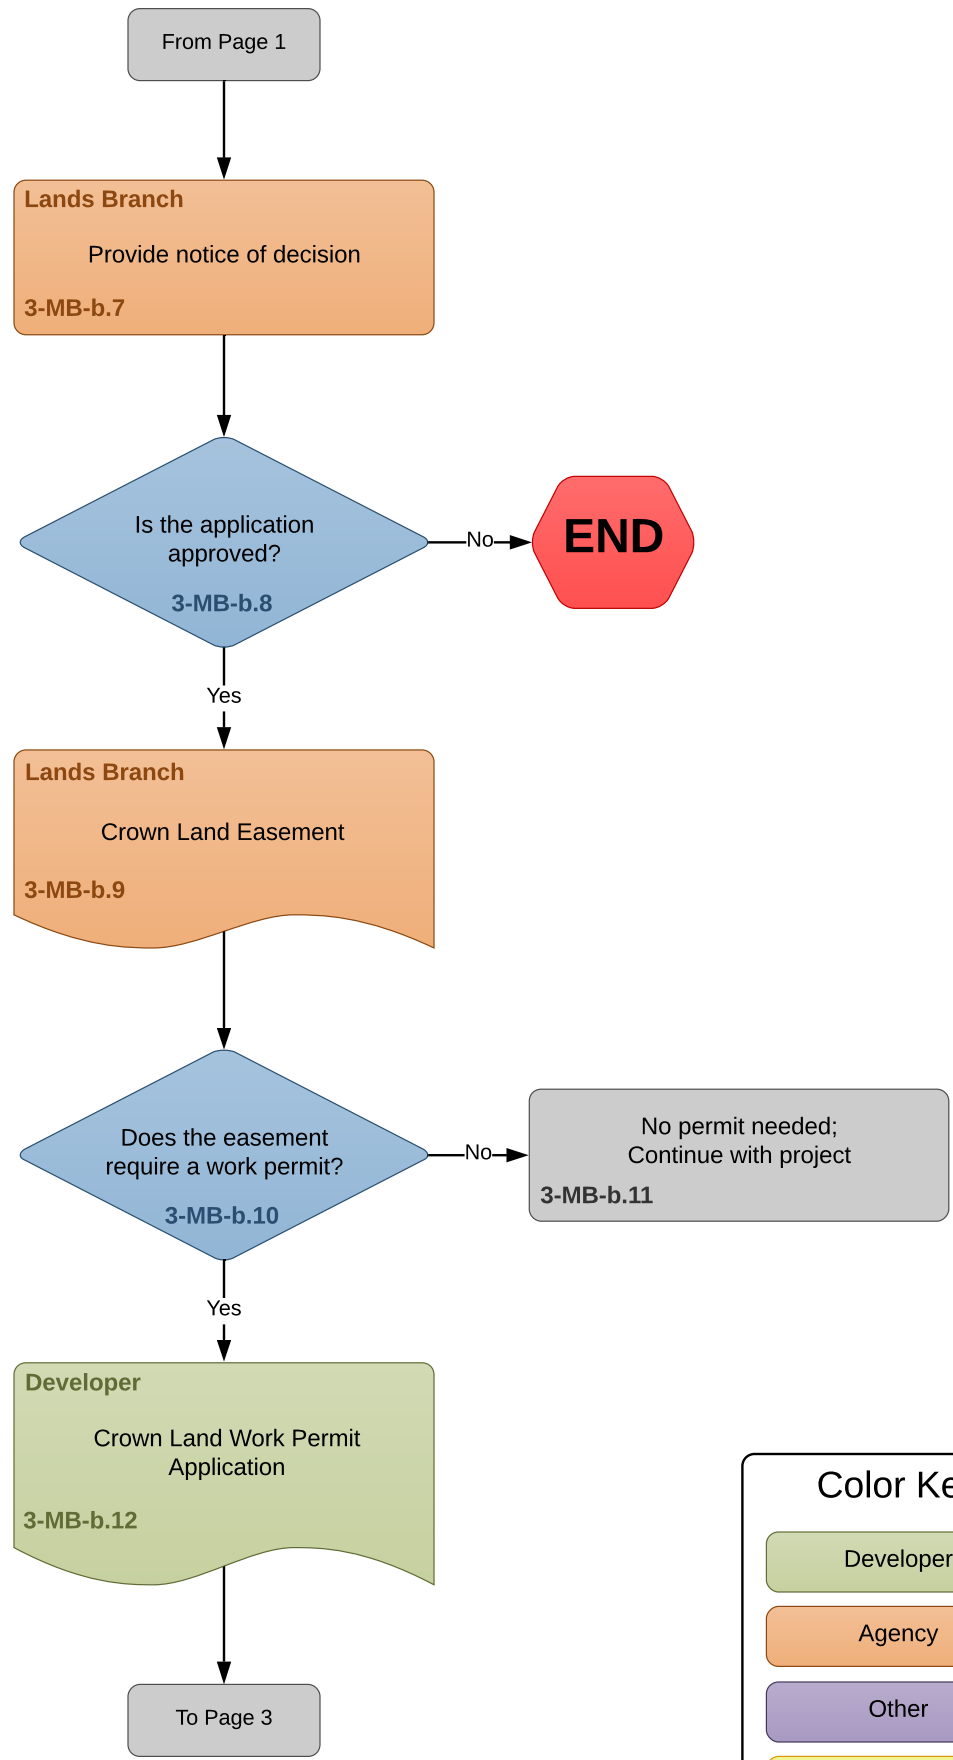 From Page 1
Lands Branch
Provide notice of decision
3-MB-b.7
Is the application
approved?
3-MB-b.8
No
END
Yes
Lands Branch
Crown Land Easement
3-MB-b.9
Does the easement
require a work permit?
3-MB-b.10
No
No permit needed;
Continue with project
3-MB-b.11
Yes
Developer
Crown Land Work Permit
Application
3-MB-b.12
To Page 3
Color Ke
Developer
Agency
Other